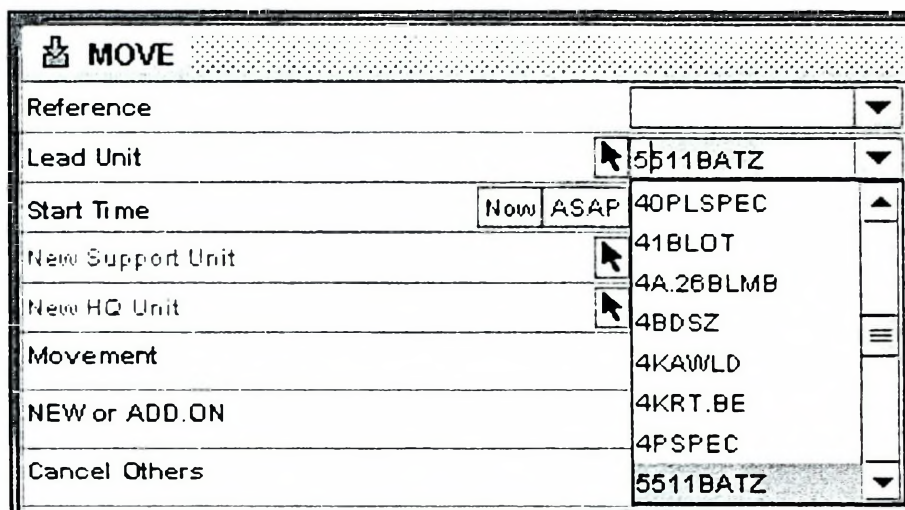 MOVE
Reference
Lead Unit 5511BATZ
Start Time Now ASAP 40PLSPEC
41BLOT
New Support Unit
4A.26BLMB
New HQ Unit 4BDSZ
Movement 4KAWLD
NEW or ADD.ON 4KRT.BE
4PSPEC
Cancel Others 5511BATZ